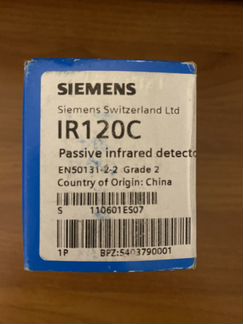 SIEMENS
Siemens Switzerland Ltd
IR120C
Passive infrared detecto
EN50131-2-2 Grade 2
Country of Origin: China
S 110601ES07
1P BPZ:5403790001